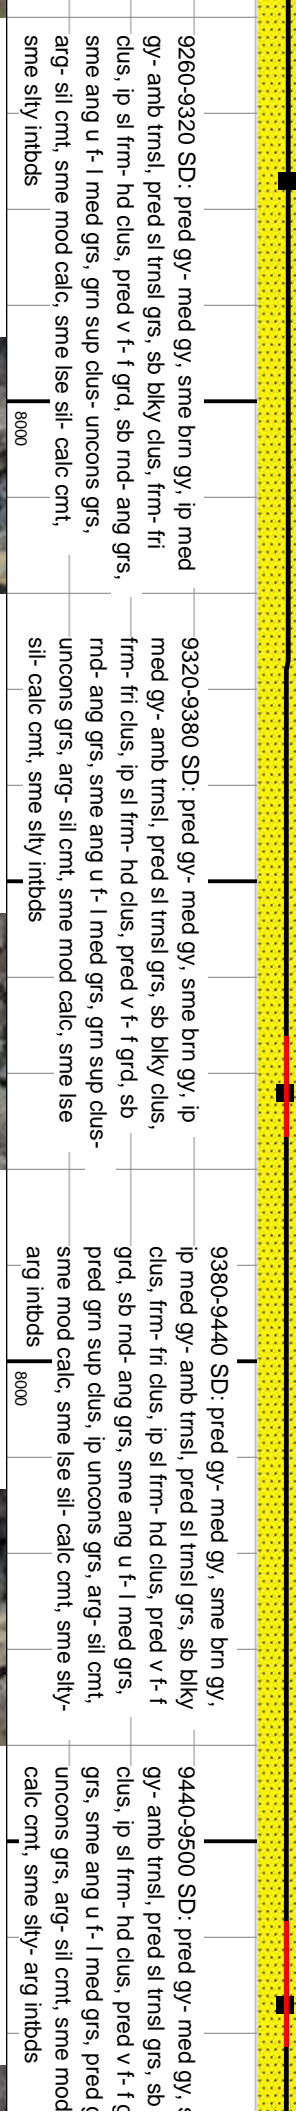 9260-9320 SD: pred gy- med gy, sme brn gy, ip med
gy- amb trnsl, pred sl trnsl grs, sb blky clus, frm- fri
clus, ip sl frm- hd clus, pred v f- f grd, sb rnd- ang grs,
sme ang u f- l med grs, grn sup clus- uncons grs,
arg- sil cmt, sme mod calc, sme lse sil- calc cmt,
sme slty intbds
8000
9320-9380 SD: pred gy- med gy, sme brn gy, ip
med gy- amb trnsl, pred sl trnsl grs, sb blky clus,
frm- fri clus, ip sl frm- hd clus, pred v f- f grd, sb
rnd- ang grs, sme ang u f- l med grs, grn sup clus-
uncons grs, arg- sil cmt, sme mod calc, sme lse
sil- calc cmt, sme slty intbds
9380-9440 SD: pred gy- med gy, sme brn gy,
ip med gy- amb trnsl, pred sl trnsl grs, sb blky
clus, frm- fri clus, ip sl frm- hd clus, pred v f- f
grd, sb rnd- ang grs, sme ang u f- l med grs,
pred grn sup clus, ip uncons grs, arg- sil cmt,
sme mod calc, sme lse sil- calc cmt, sme slty-
arg intbds
8000
9440-9500 SD: pred gy- med gy,
gy- amb trnsl, pred sl trnsl grs, sb
clus, ip sl frm- hd clus, pred v f- f
grs, sme ang u f- l med grs, pred
uncons grs, arg- sil cmt, sme mod
calc cmt, sme slty- arg intbds